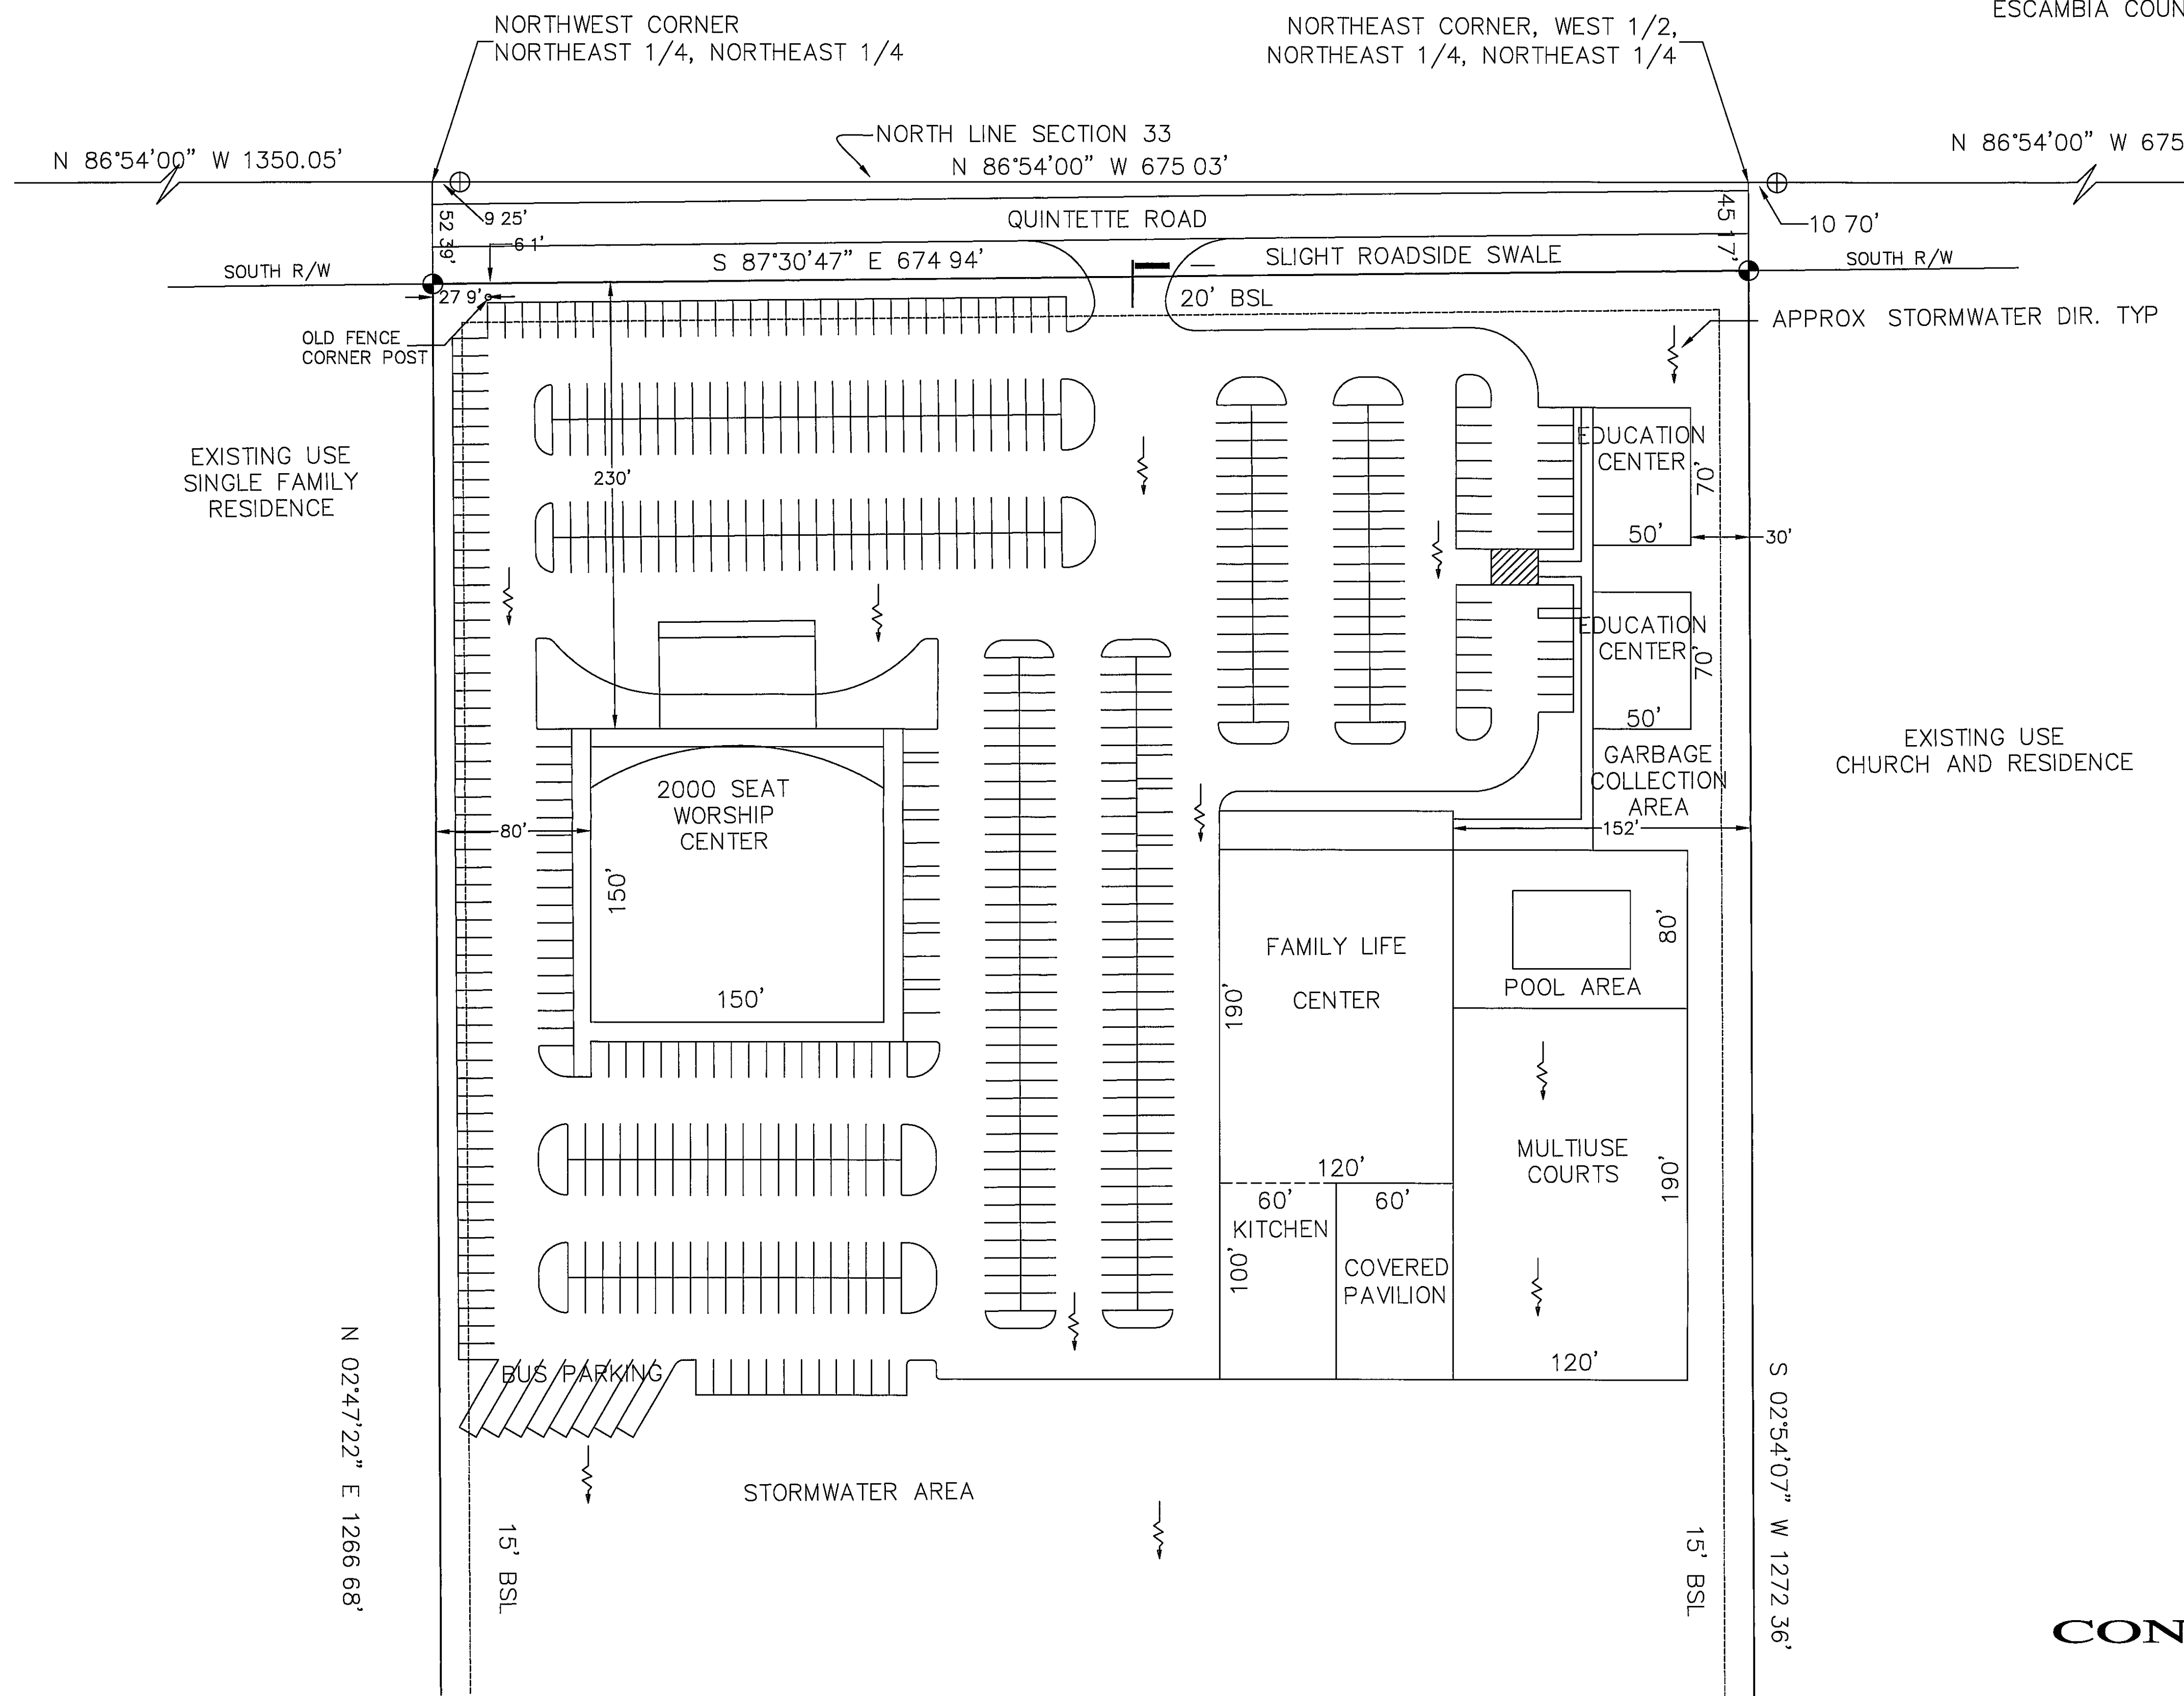 ESCAMBIA COUN
NORTHWEST CORNER
NORTHEAST 1/4, NORTHEAST 1/4
NORTHEAST CORNER, WEST 1/2,
NORTHEAST 1/4, NORTHEAST 1/4
NORTH LINE SECTION 33
N 86°54'00" W 1350.05'
N 86°54'00" W 675 03'
N 86°54'00" W 675
9 25'
52 39'
6 1'
QUINTETTE ROAD
45 17'
10 70'
SOUTH R/W
S 87°30'47" E 674 94'
SLIGHT ROADSIDE SWALE
SOUTH R/W
27 9'
20' BSL
OLD FENCE
CORNER POST
APPROX STORMWATER DIR. TYP
EXISTING USE
SINGLE FAMILY
RESIDENCE
230'
EDUCATION
CENTER
70'
50'
30'
EDUCATION
CENTER
70'
50'
GARBAGE
COLLECTION
AREA
EXISTING USE
CHURCH AND RESIDENCE
2000 SEAT
WORSHIP
CENTER
80'
150'
150'
152'
FAMILY LIFE
CENTER
190'
80'
POOL AREA
120'
MULTIUSE
COURTS
190'
60'
KITCHEN
60'
100'
COVERED
PAVILION
120'
BUS PARKING
STORMWATER AREA
N 02°47'22" E 1266 68'
15' BSL
15' BSL
S 02°54'07" W 1272 36'
CON